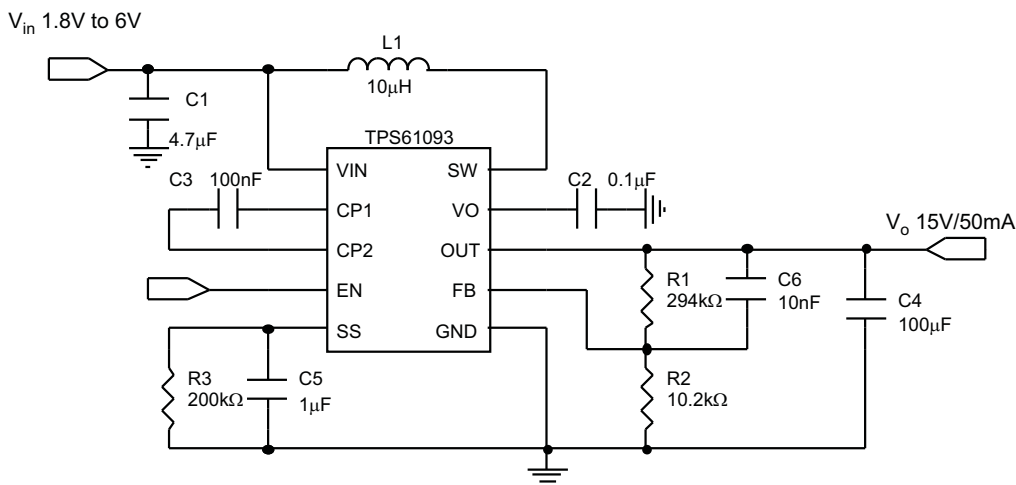 Vin 1.8V to 6V
L1
10μH
C1
4.7μF
TPS61093
C3 100nF
VIN
SW
C2 0.1μF
CP1
VO
Vo 15V/50mA
CP2
OUT
EN
FB
R1
294kΩ
C6
10nF
C4
100μF
SS
GND
R3
200kΩ
C5
1μF
R2
10.2kΩ